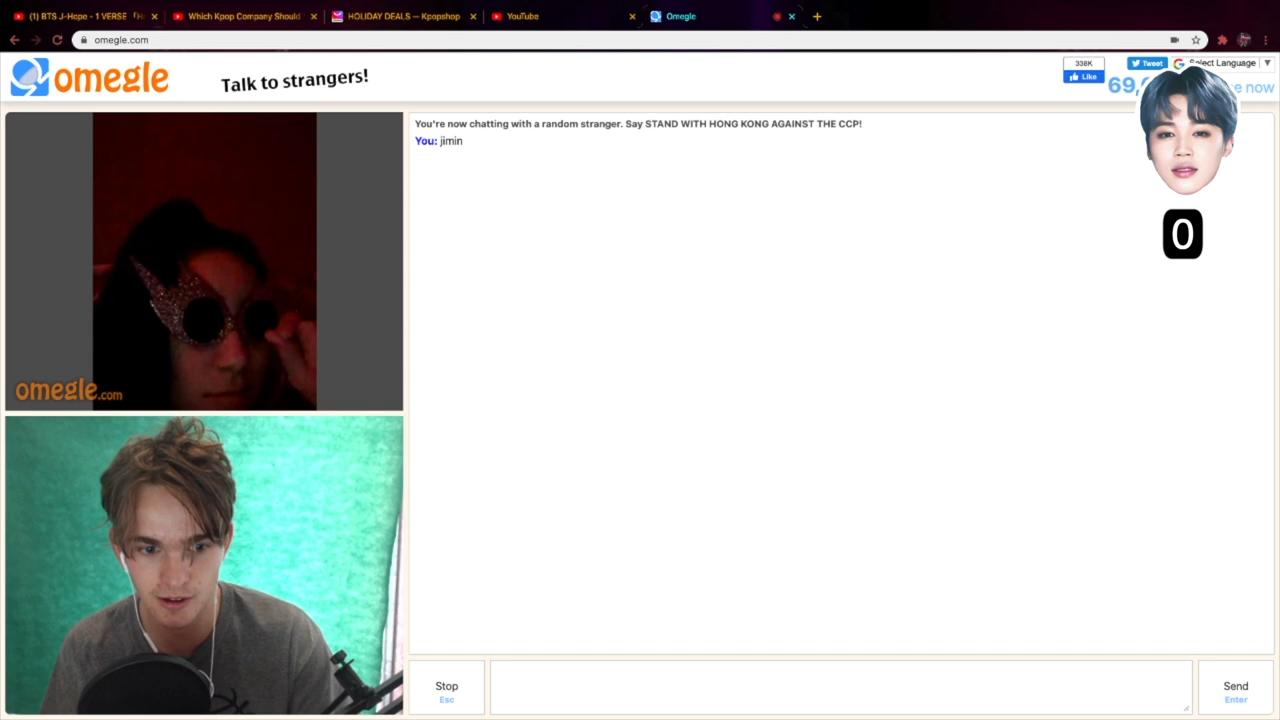 (1) BTS J-Hope - 1 VERSE
Which Kpop Company Should
HOLIDAY DEALS — Kpopshop
YouTube
Omegle
omegle.com
omegle
Talk to strangers!
338K
Like
Tweet
Select Language
69,
e now
You're now chatting with a random stranger. Say STAND WITH HONG KONG AGAINST THE CCP!
You: jimin
0
omegle.com
Stop
Esc
Send
Enter